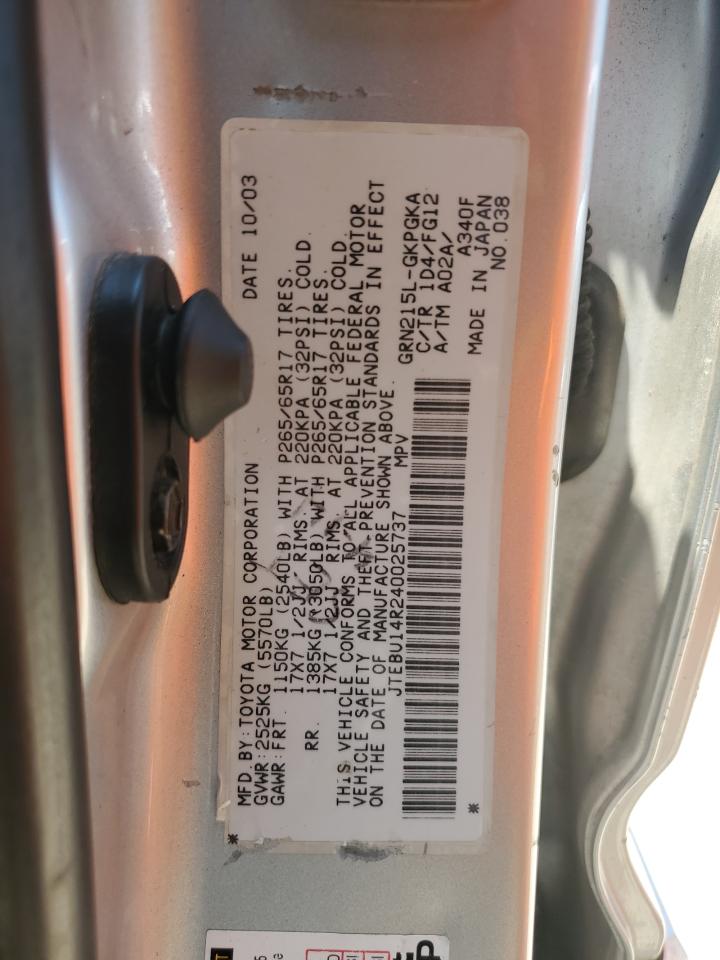 MFD. BY: TOYOTA MOTOR CORPORATION DATE 10/03
GVWR: 2525KG (5570LB)
GAWR: FRT. 1150KG (2540LB) WITH P265/65R17 TIRES.
17X7 1/2JJ RIMS. AT 220KPA (32PSI) COLD.
RR. 1385KG (3050LB) WITH P265/65R17 TIRES.
17X7 1/2JJ RIMS. AT 220KPA (32PSI) COLD.
THIS VEHICLE CONFORMS TO ALL APPLICABLE FEDERAL MOTOR
VEHICLE SAFETY AND THEFT PREVENTION STANDARDS IN EFFECT
ON THE DATE OF MANUFACTURE SHOWN ABOVE.
JTEBU14R240025737 MPV
GRN215L-GKPGKA
C/TR 1D4/FG12
A/TM A02A/
A340F
MADE IN JAPAN
NO.038